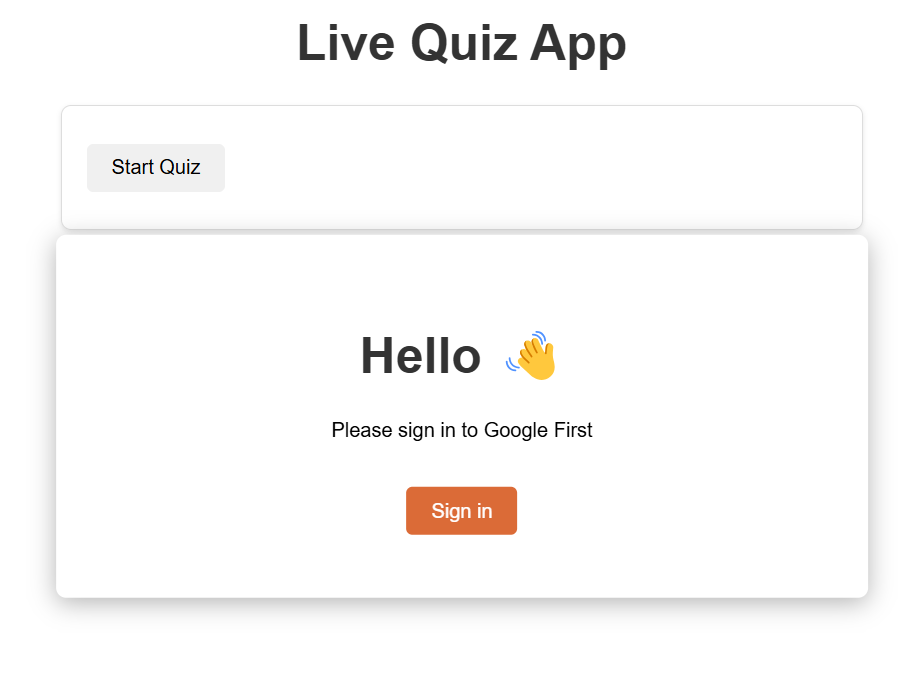 Live Quiz App
Start Quiz
Hello 👋
Please sign in to Google First
Sign in